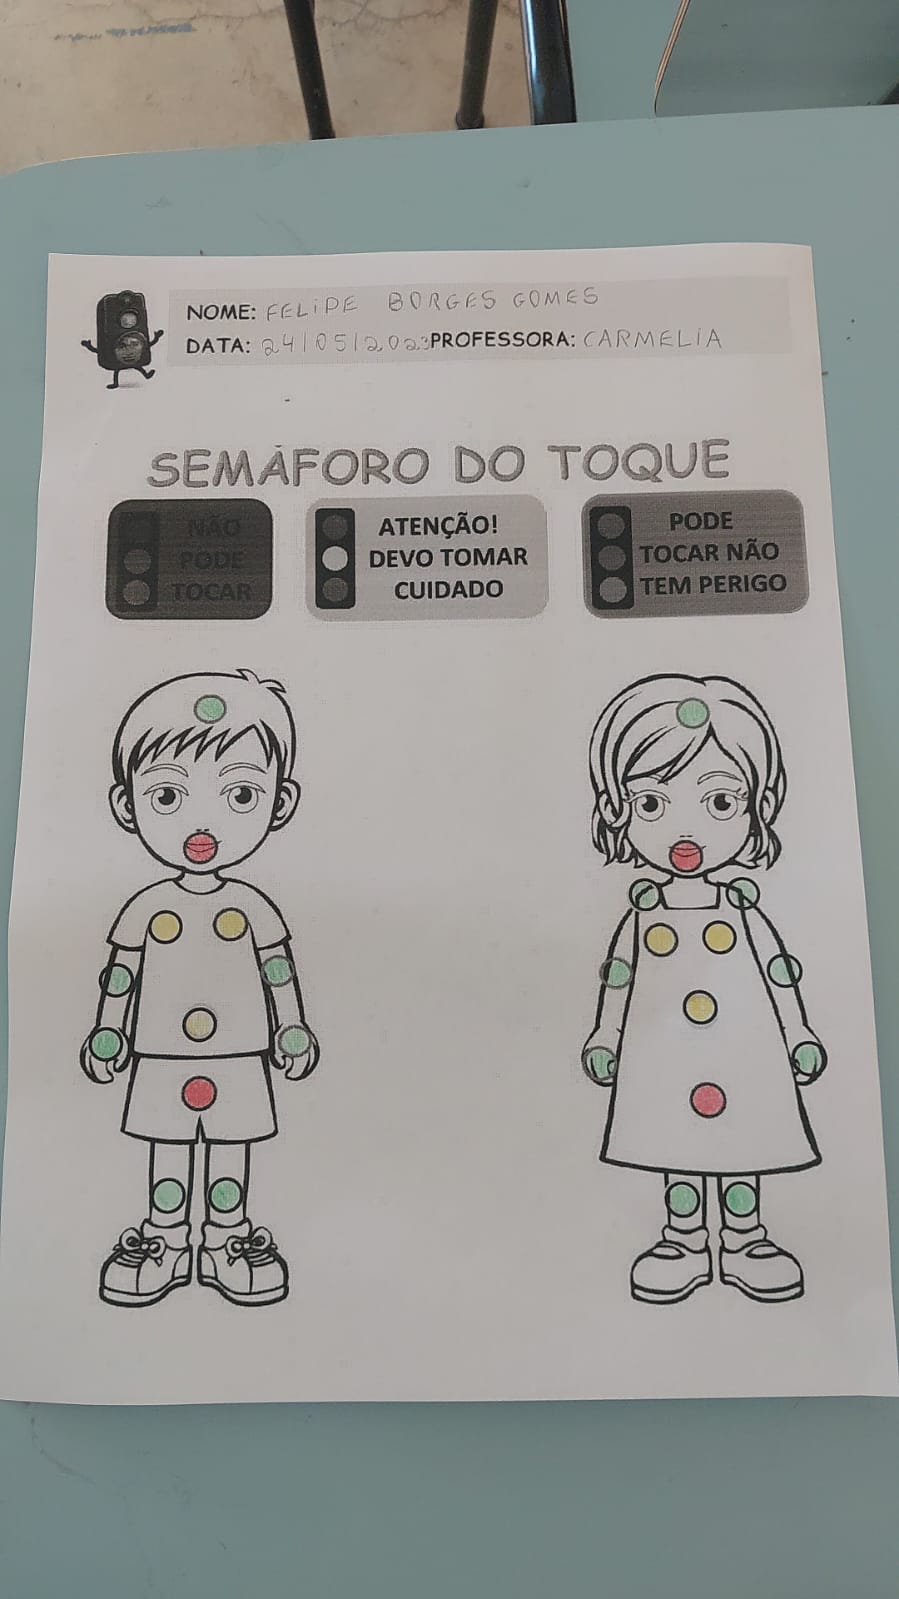 NOME: FELIPE BORGES GOMES
DATA: 24/05/2023 PROFESSORA: CARMELIA
SEMÁFORO DO TOQUE
NÃO
PODE
TOCAR
ATENÇÃO!
DEVO TOMAR
CUIDADO
PODE
TOCAR NÃO
TEM PERIGO